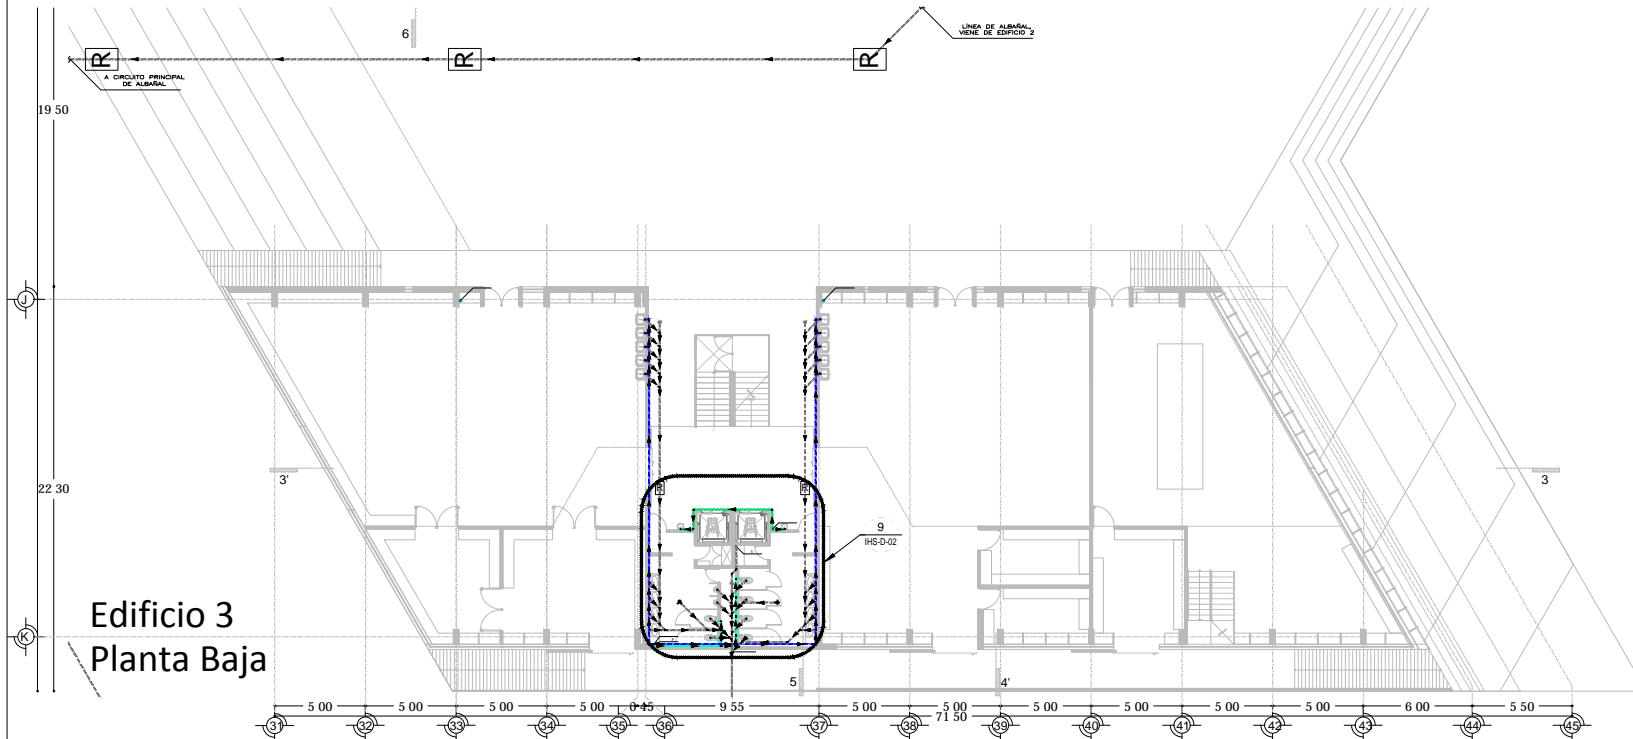 6
LÍNEA DE ALBAÑAL,
VIENE DE EDIFICIO 2
R R R
A CIRCUITO PRINCIPAL
DE ALBAÑAL
19 50
J
3' 3
22 30
9
IHS-D-02
Edificio 3
Planta Baja
K
5 4'
5 00 5 00 5 00 5 00 0 45 9 55 5 00 5 00 5 00 5 00 5 00 5 00 6 00 5 50
71 50
31 32 33 34 35 36 37 38 39 40 41 42 43 44 45